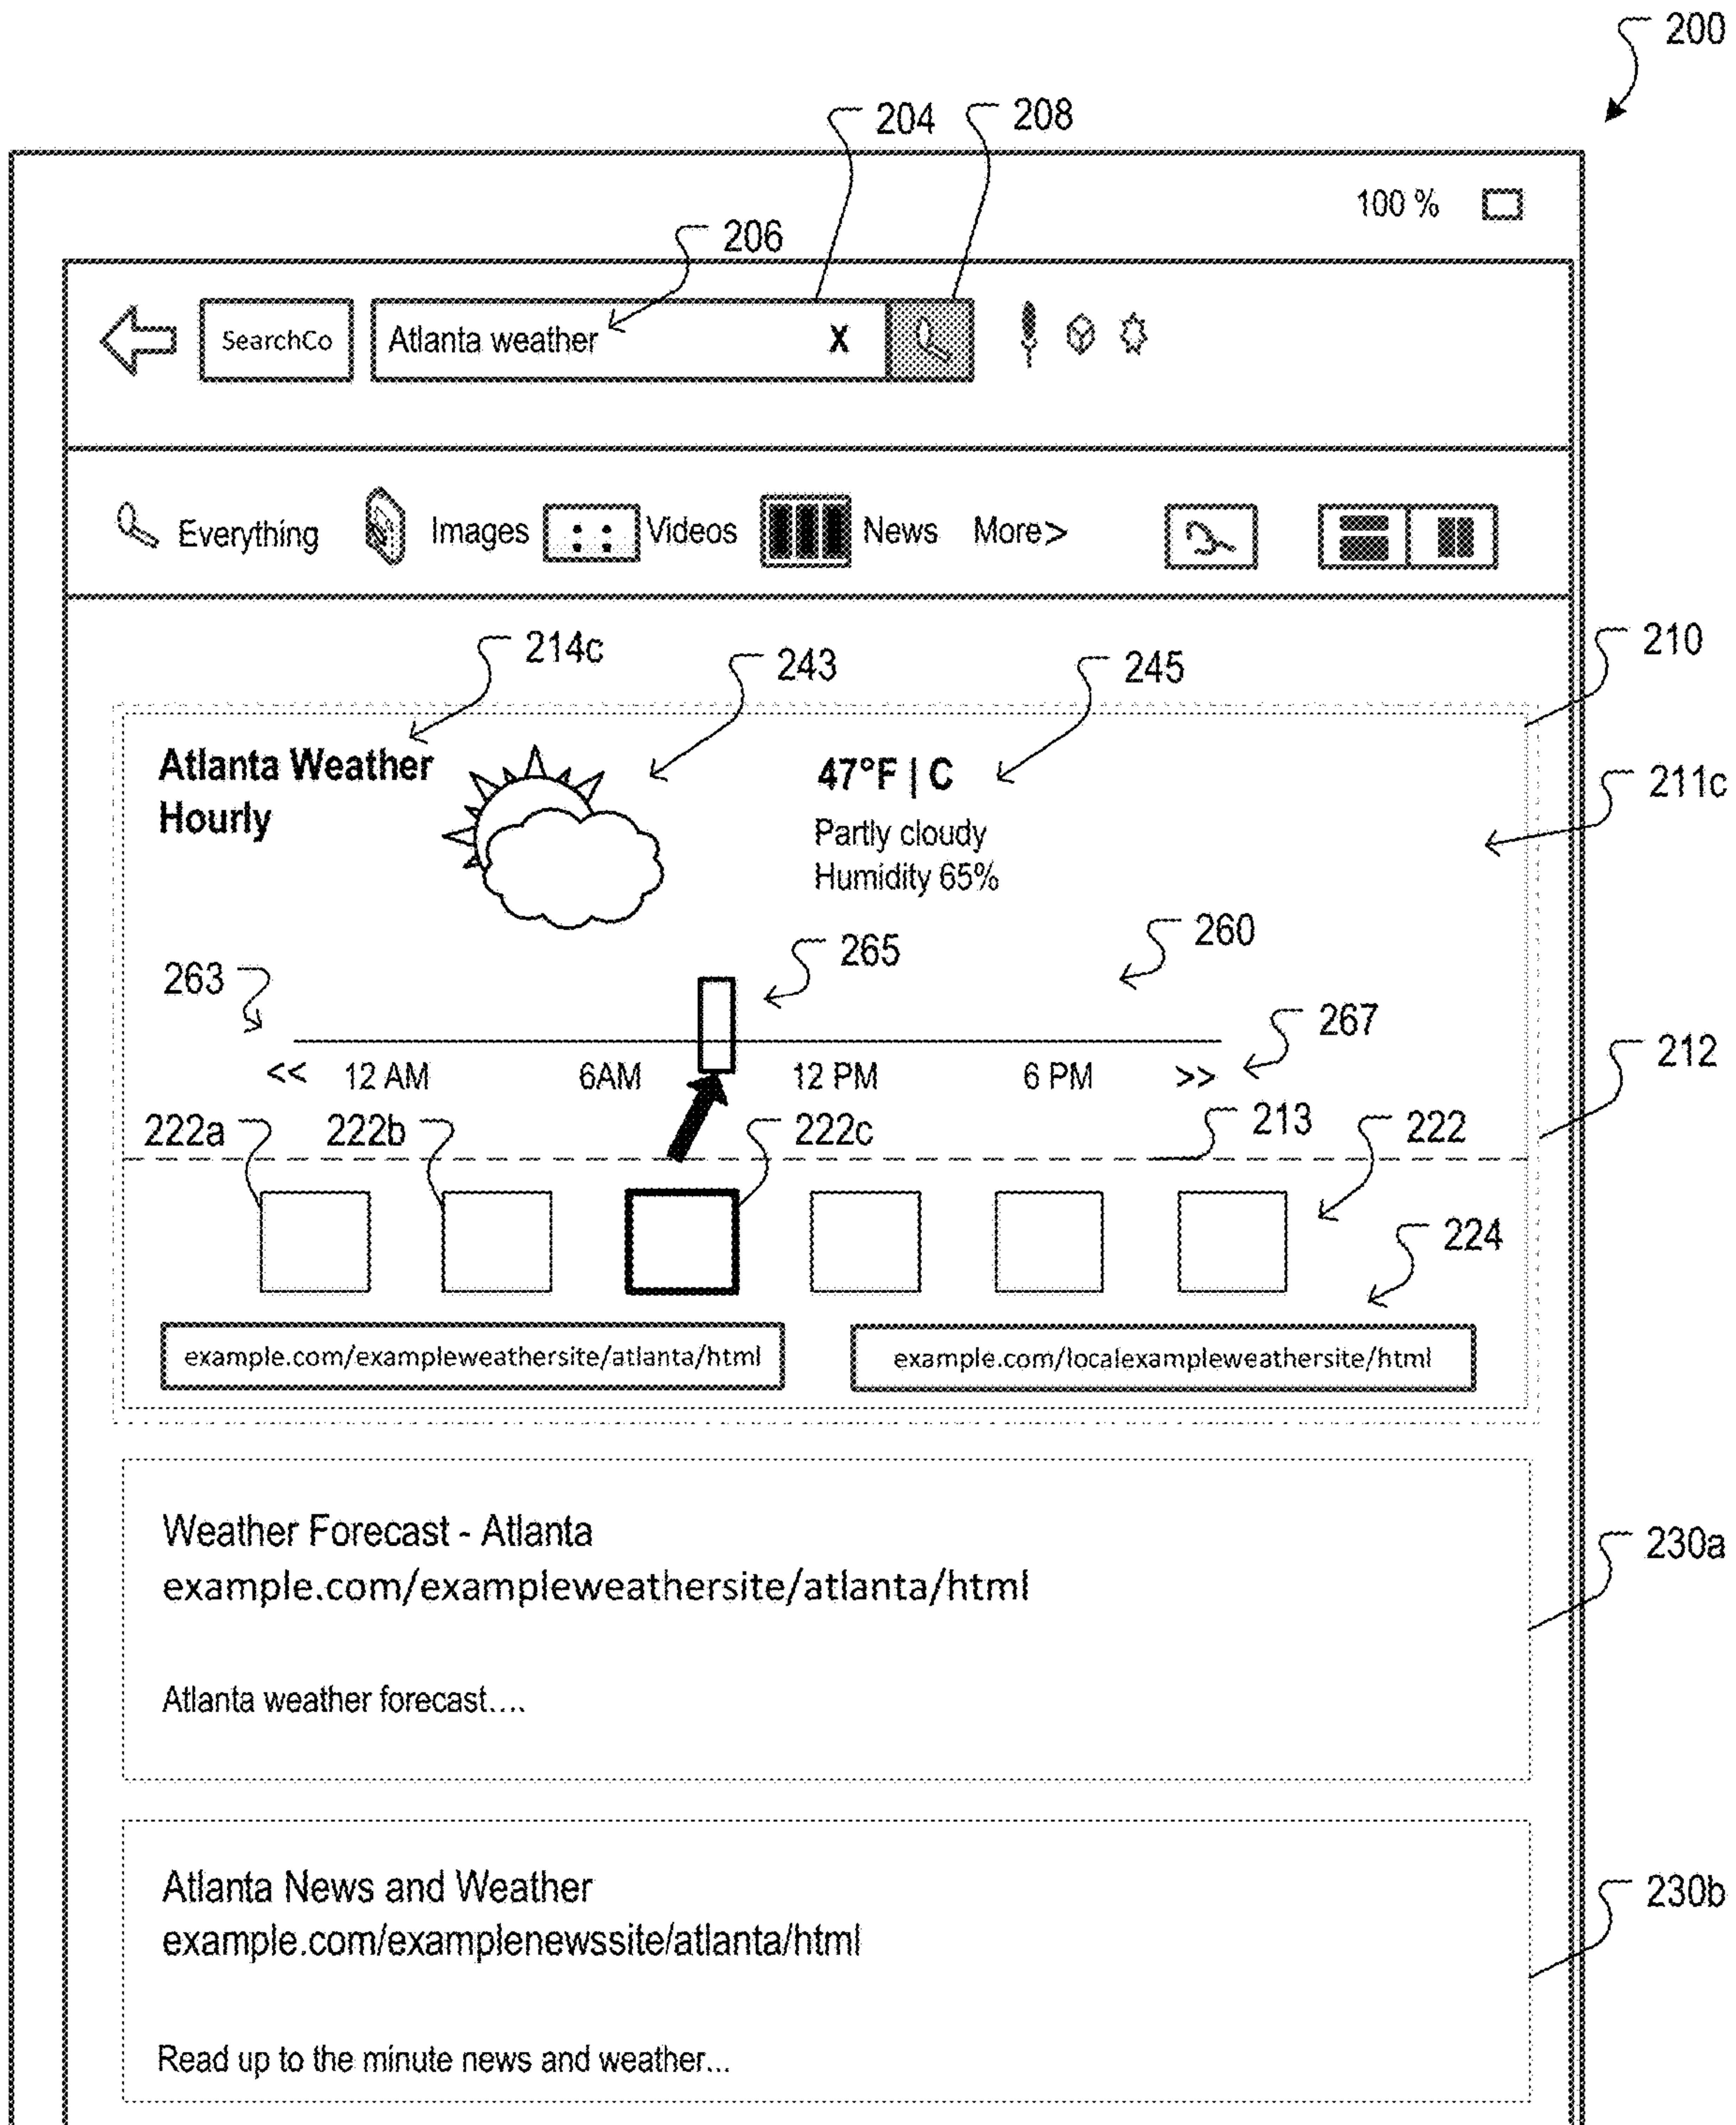 200
204 208
100 %
206
SearchCo Atlanta weather X
Everything Images Videos News More>
214c 243 245 210
Atlanta Weather
Hourly
47°F | C
Partly cloudy
Humidity 65%
211c
263 265 260
267
<< 12 AM 6AM 12 PM 6 PM >>
212
222a 222b 222c 213 222
224
example.com/exampleweathersite/atlanta/html example.com/localexampleweathersite/html
Weather Forecast - Atlanta
example.com/exampleweathersite/atlanta/html
230a
Atlanta weather forecast....
Atlanta News and Weather
example.com/examplenewssite/atlanta/html
230b
Read up to the minute news and weather...